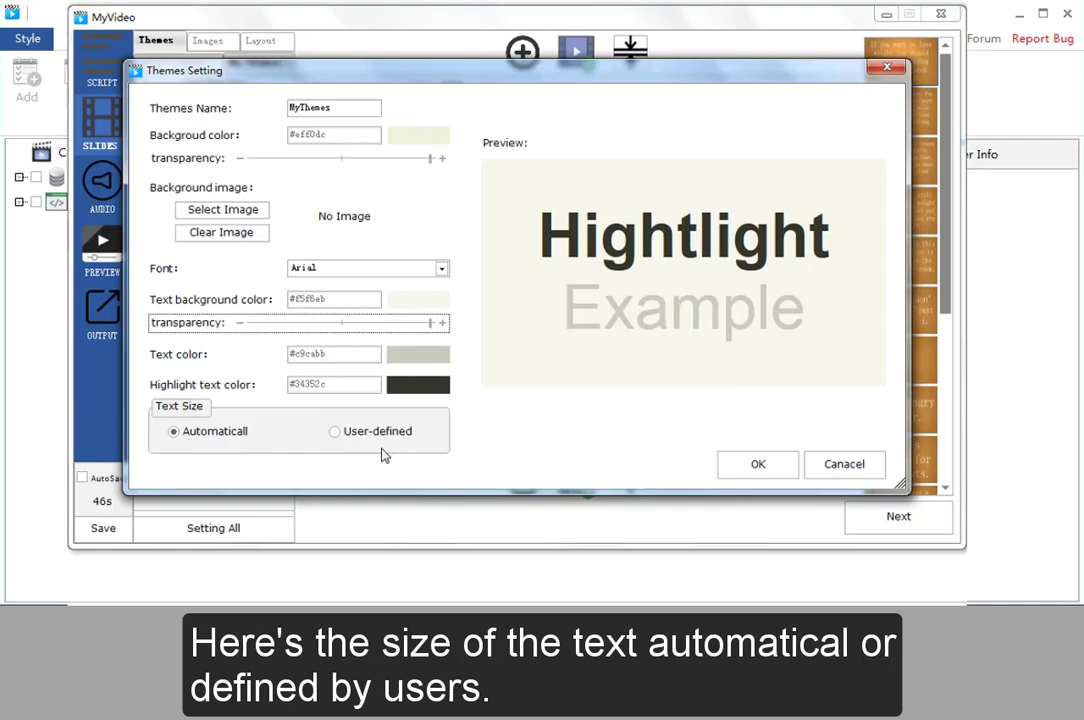 MyVideo
Style
Forum
Report Bug
Themes
Images
Layout
Add
SCRIPT
SLIDES
AUDIO
PREVIEW
OUTPUT
Themes Setting
Themes Name:
MyThemes
Backgroud color:
#eff0dc
transparency:
Background image:
Select Image
No Image
Clear Image
Font:
Arial
Text background color:
#f5f6eb
transparency:
Text color:
#c9cabb
Highlight text color:
#34352c
Text Size
Automaticall
User-defined
Preview:
Hightlight
Example
OK
Canacel
er Info
AutoSav
46s
Save
Setting All
Next
Here's the size of the text automatical or
defined by users.